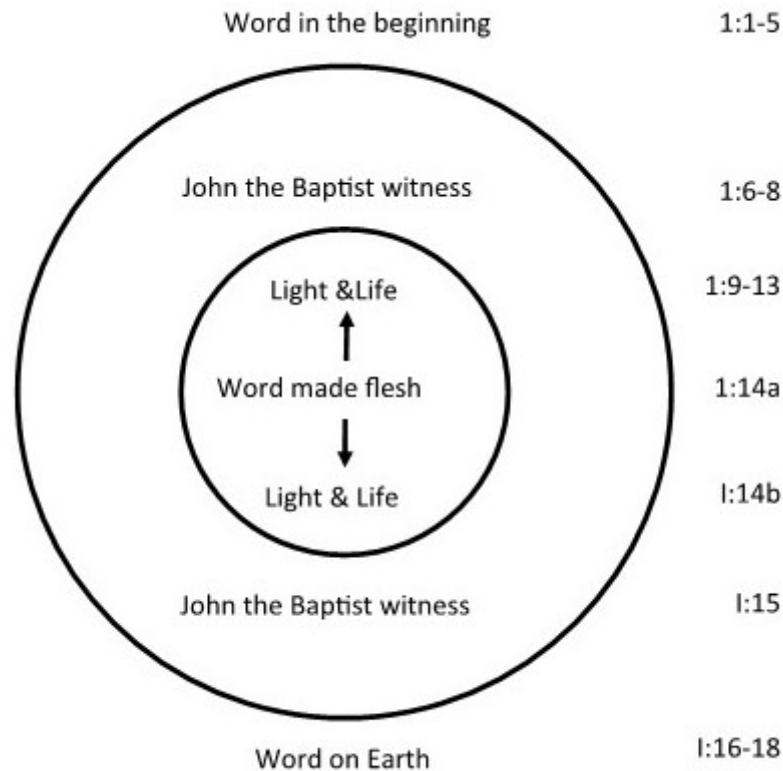 Word in the beginning 1:1-5
John the Baptist witness 1:6-8
Light &Life 1:9-13
Word made flesh 1:14a
Light & Life I:14b
John the Baptist witness I:15
Word on Earth I:16-18